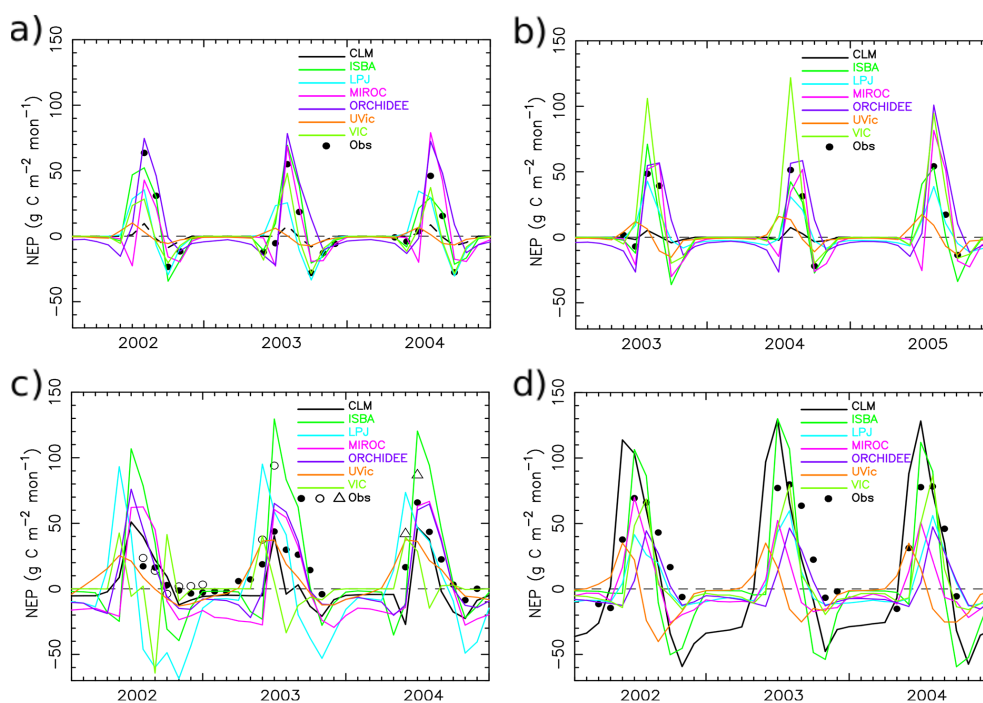 a)
NEP (g C m−2 mon−1)
150
100
50
0
−50
CLM
ISBA
LPJ
MIROC
ORCHIDEE
UVic
VIC
Obs
2002 2003 2004
b)
NEP (g C m−2 mon−1)
150
100
50
0
−50
CLM
ISBA
LPJ
MIROC
ORCHIDEE
UVic
VIC
Obs
2003 2004 2005
c)
NEP (g C m−2 mon−1)
150
100
50
0
−50
CLM
ISBA
LPJ
MIROC
ORCHIDEE
UVic
VIC
Obs
2002 2003 2004
d)
NEP (g C m−2 mon−1)
150
100
50
0
−50
CLM
ISBA
LPJ
MIROC
ORCHIDEE
UVic
VIC
Obs
2002 2003 2004